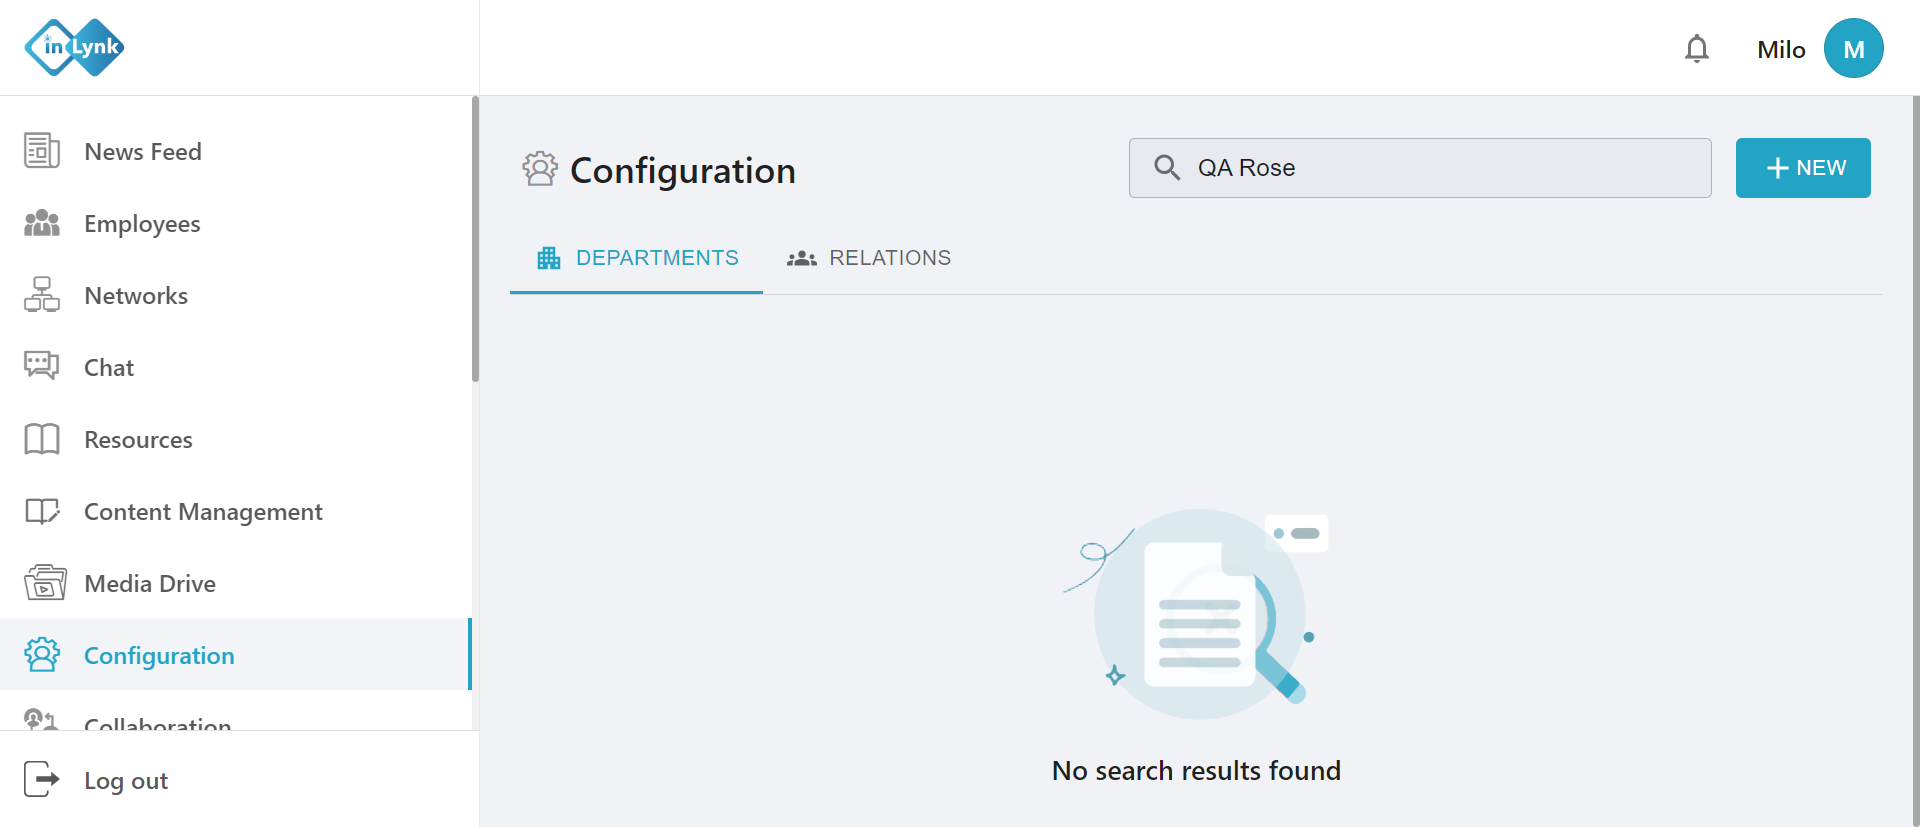 inLynk
Milo
M
News Feed
Employees
Networks
Chat
Resources
Content Management
Media Drive
Configuration
Collaboration
Log out
Configuration
QA Rose
NEW
DEPARTMENTS
RELATIONS
No search results found